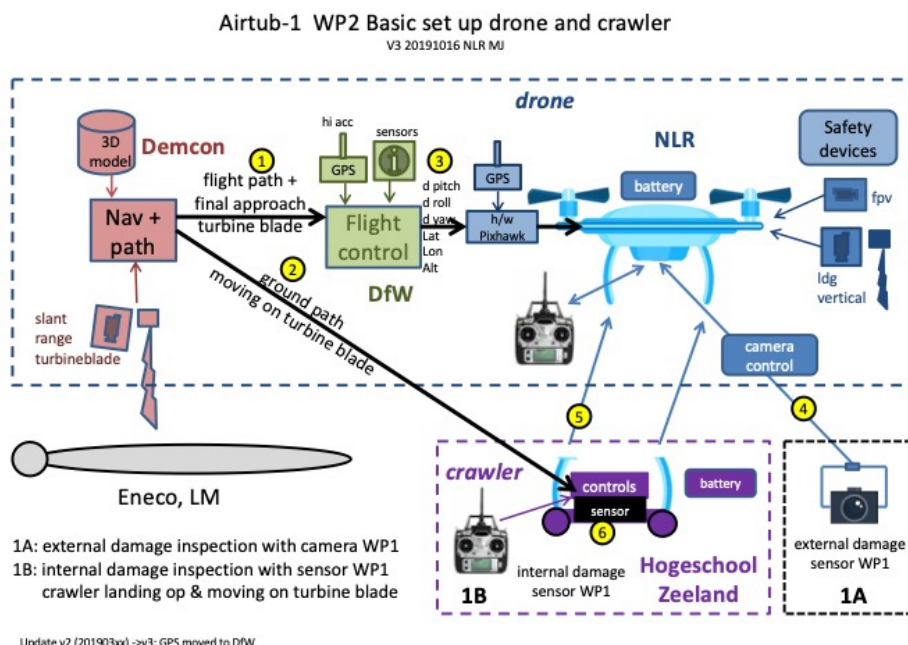 Airtub-1 WP2 Basic set up drone and crawler
V3 20191016 NLR MJ
drone
3D
model
Demcon
Nav +
path
slant
range
turbineblade
1
flight path +
final approach
turbine blade
2
ground path
moving on turbine blade
hi acc
GPS
sensors
i
Flight
control
DfW
3
d pitch
d roll
d yaw
Lat
Lon
Alt
GPS
h/w
Pixhawk
NLR
battery
Safety
devices
fpv
ldg
vertical
camera
control
4
5
Eneco, LM
crawler
controls
sensor
6
battery
1B
internal damage
sensor WP1
Hogeschool
Zeeland
external damage
sensor WP1
1A
1A: external damage inspection with camera WP1
1B: internal damage inspection with sensor WP1
crawler landing op & moving on turbine blade
Update v2 (201903xx) ->v3: GPS moved to DfW